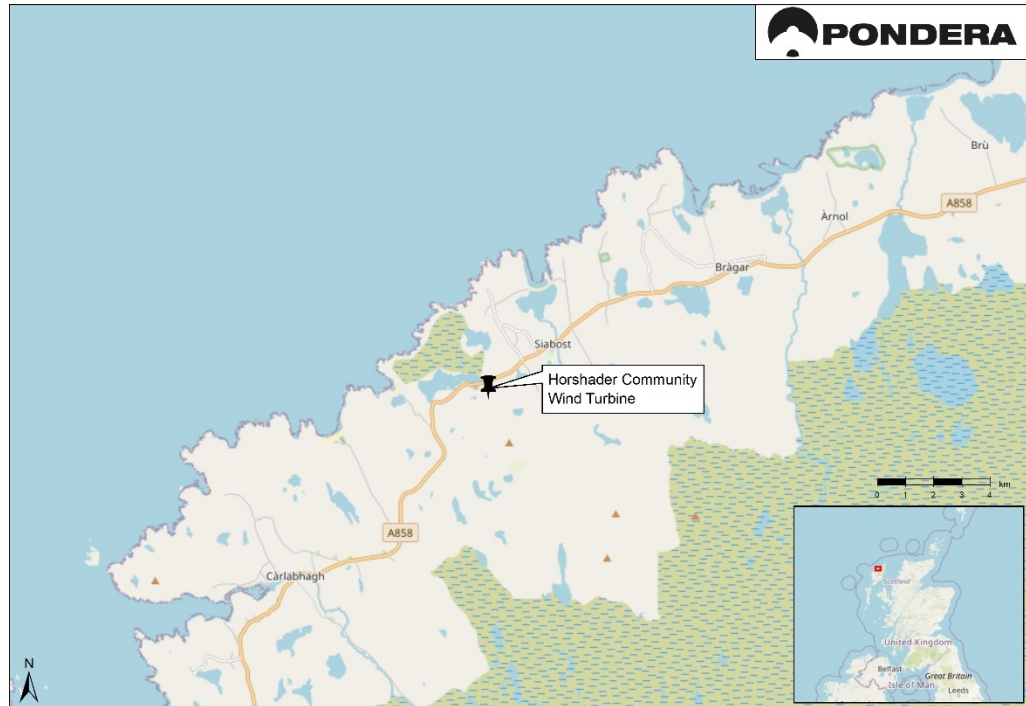 PONDERA
Brù
A858
Àrnol
Bràgar
Siabost
Horshader Community
Wind Turbine
A858
Càrlabhagh
0 1 2 3 4 km
Scotland
United Kingdom
Belfast
Great Britain
Isle of Man
Leeds
N